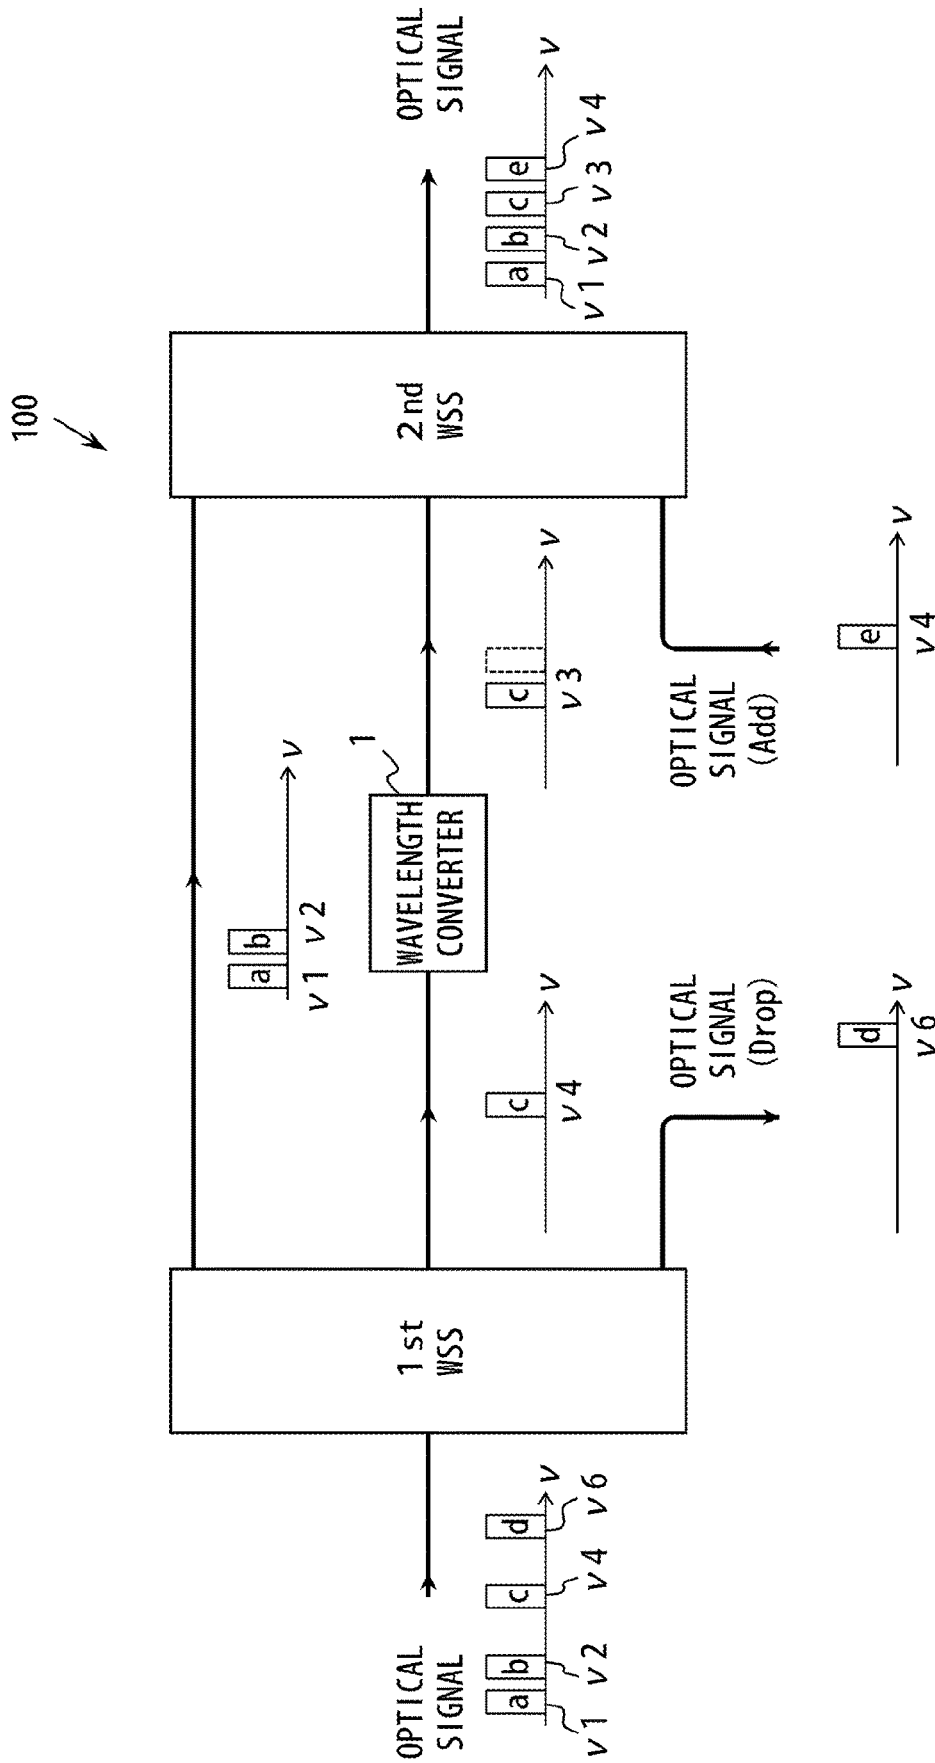 100
OPTICAL
SIGNAL
a b c d ν
ν1 ν2 ν4 ν6
1st
WSS
a b ν
ν1 ν2
c ν
ν4
WAVELENGTH
CONVERTER
1
c ν
ν3
OPTICAL
SIGNAL
(Drop)
d ν
ν6
OPTICAL
SIGNAL
(Add)
e ν
ν4
2nd
WSS
OPTICAL
SIGNAL
a b c e ν
ν1 ν2 ν3 ν4